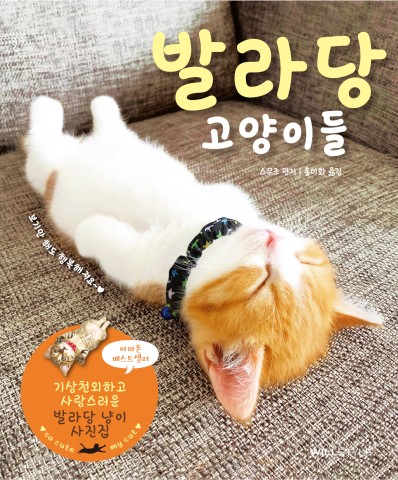 발라당
고양이들
스무크 편저 | 홍미화 옮김
보기만 해도 행복해져요~♥
아마존
베스트셀러
기상천외하고
사랑스러운
발라당 냥이
사진집
♥ so cute my cat ♥
WILLSTYLE